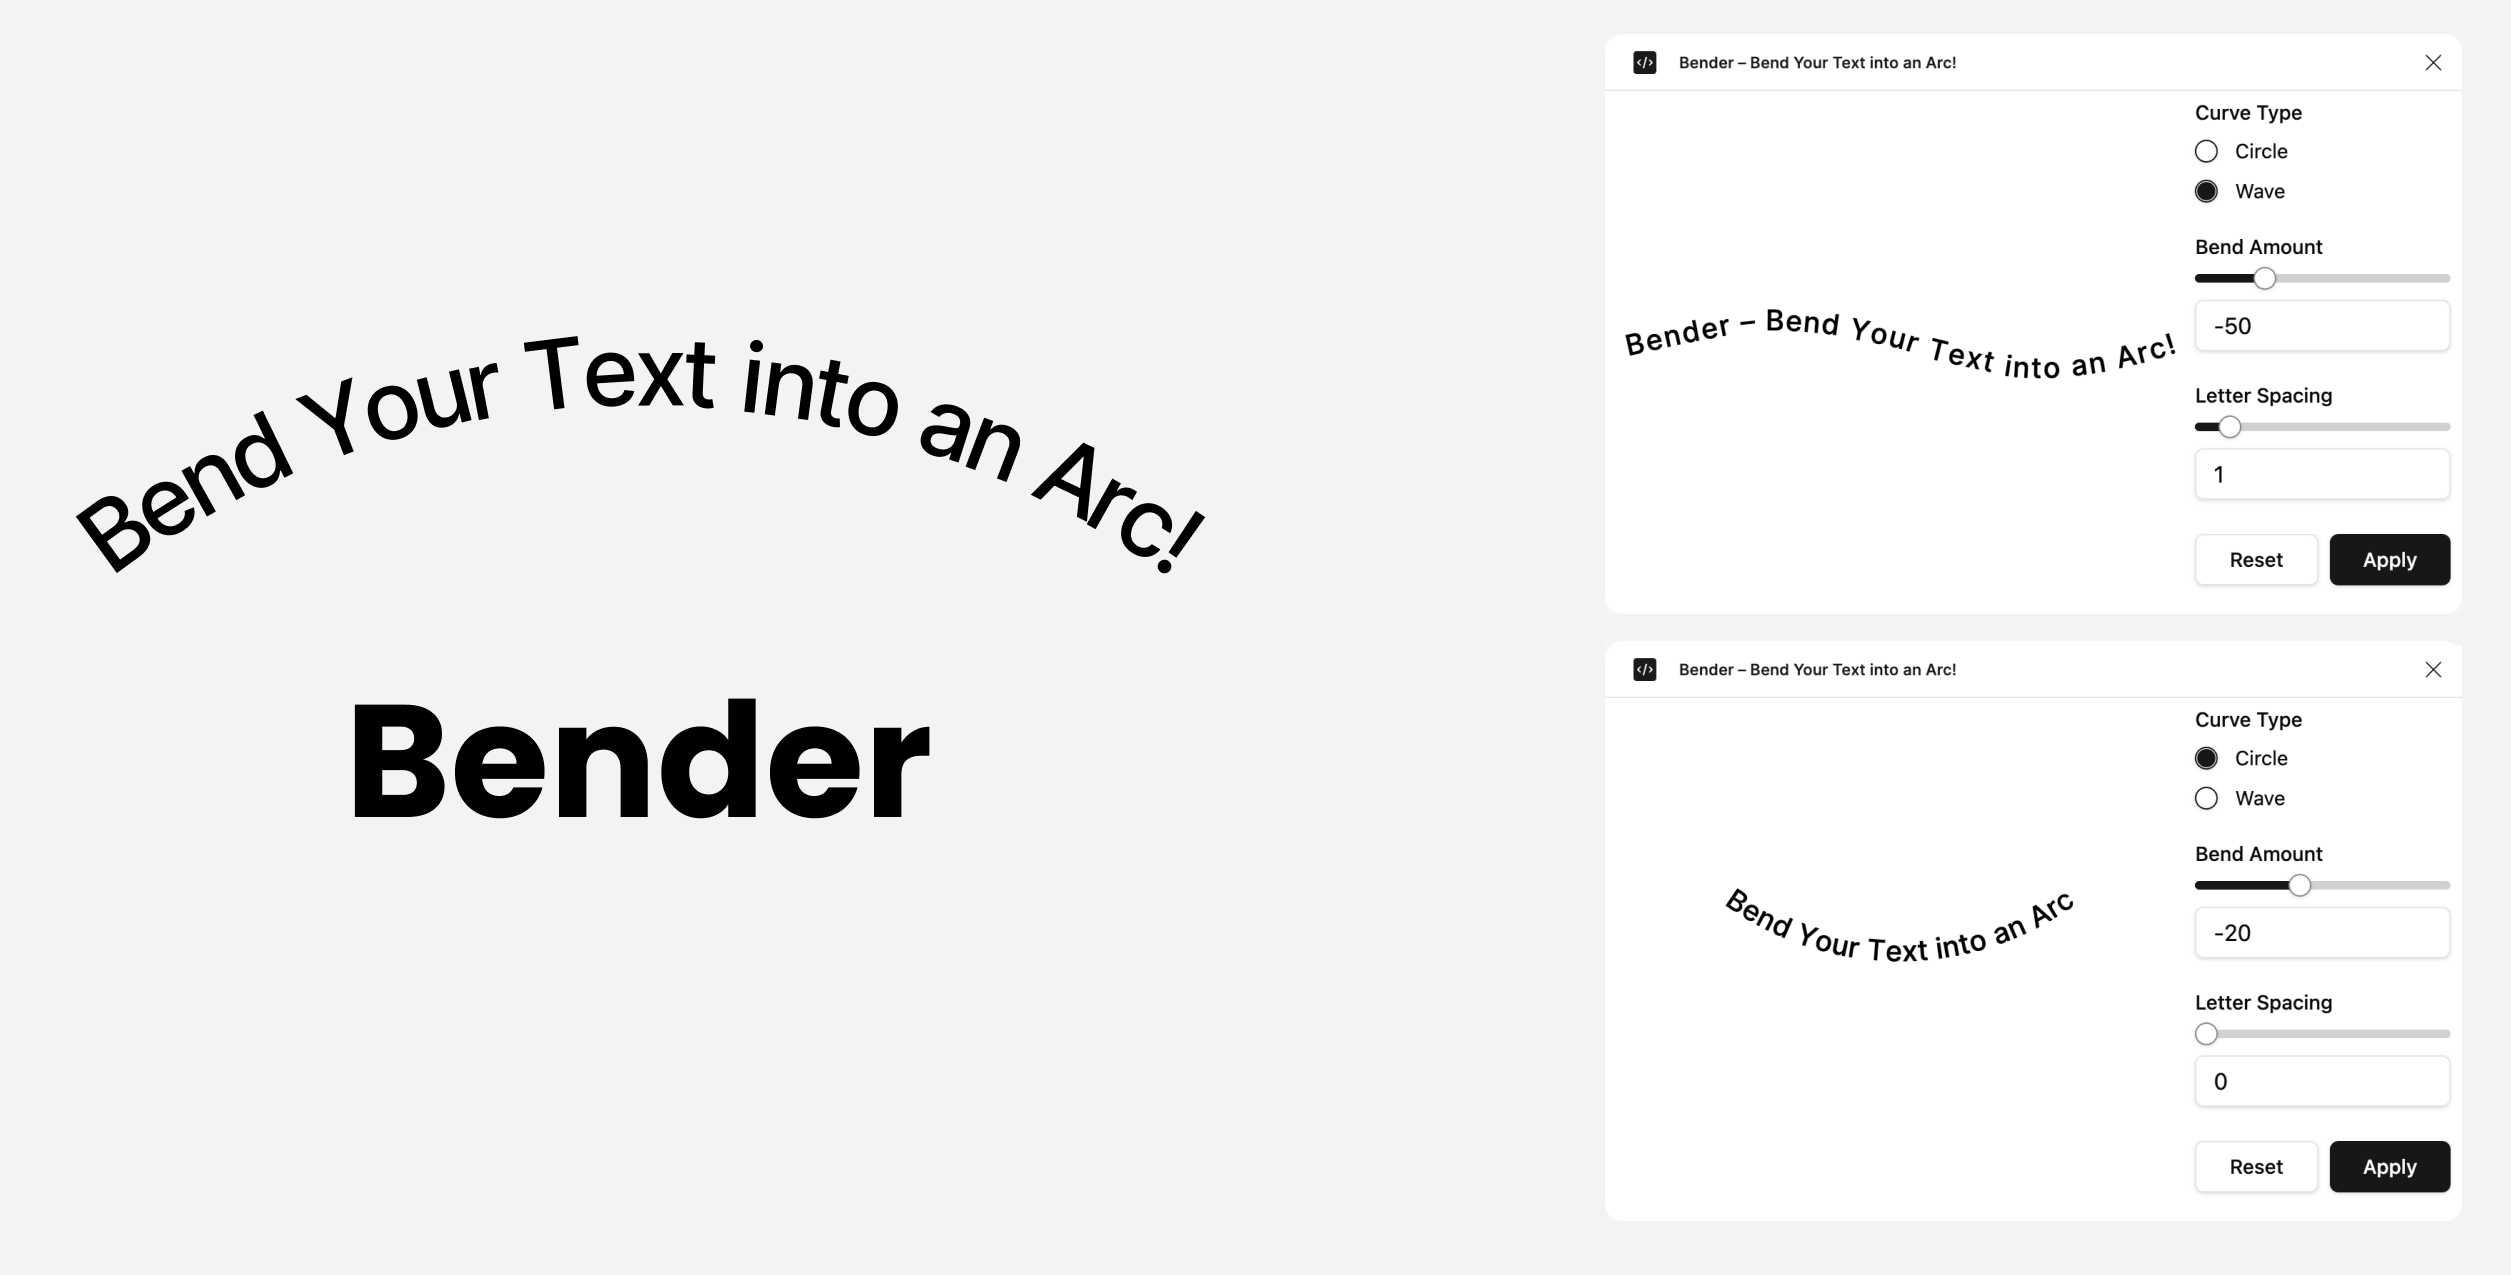 Bend Your Text into an Arc!
Bender
Bender – Bend Your Text into an Arc!
Bender – Bend Your Text into an Arc!
Curve Type
Circle
Wave
Bend Amount
-50
Letter Spacing
1
Reset
Apply
Bender – Bend Your Text into an Arc!
Bend Your Text into an Arc
Curve Type
Circle
Wave
Bend Amount
-20
Letter Spacing
0
Reset
Apply